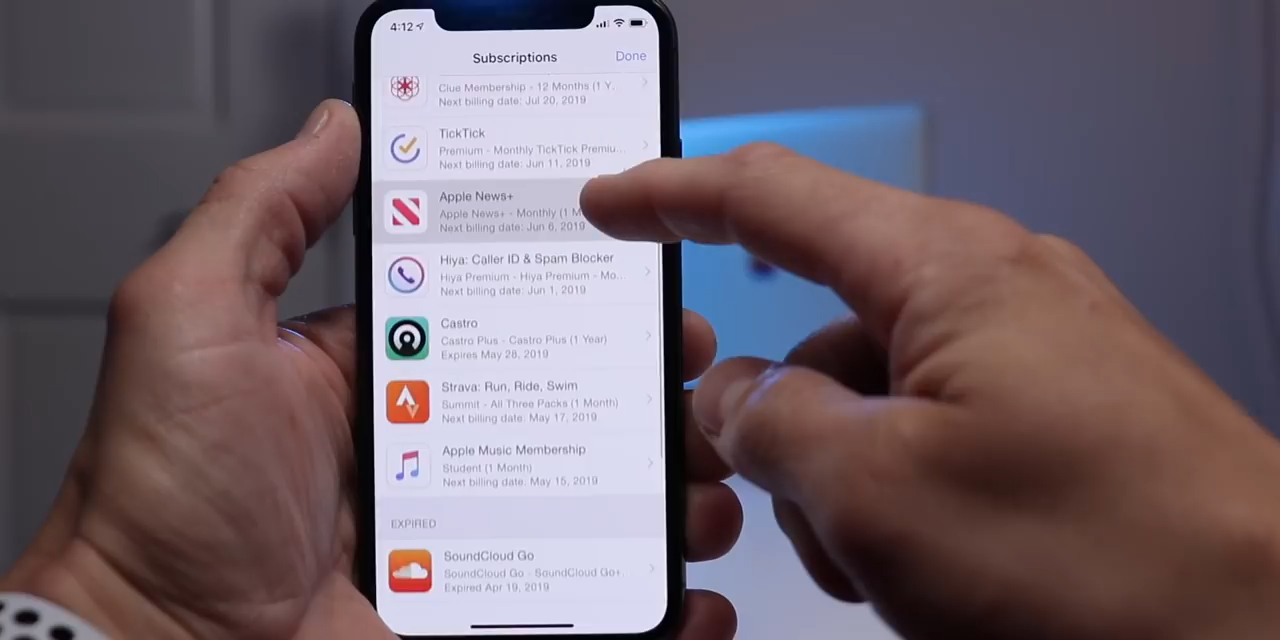 4:12
Subscriptions
Done
Clue Membership - 12 Months (1 Y...
Next billing date: Jul 20, 2019
TickTick
Premium - Monthly TickTick Premiu...
Next billing date: Jun 11, 2019
Apple News+
Apple News+ - Monthly (1 M
Next billing date: Jun 6, 2019
Hiya: Caller ID & Spam Blocker
Hiya Premium - Hiya Premium - Mo...
Next billing date: Jun 1, 2019
Castro
Castro Plus - Castro Plus (1 Year)
Expires May 28, 2019
Strava: Run, Ride, Swim
Summit - All Three Packs (1 Month)
Next billing date: May 17, 2019
Apple Music Membership
Student (1 Month)
Next billing date: May 15, 2019
EXPIRED
SoundCloud Go
SoundCloud Go - SoundCloud Go+...
Expired Apr 19, 2019